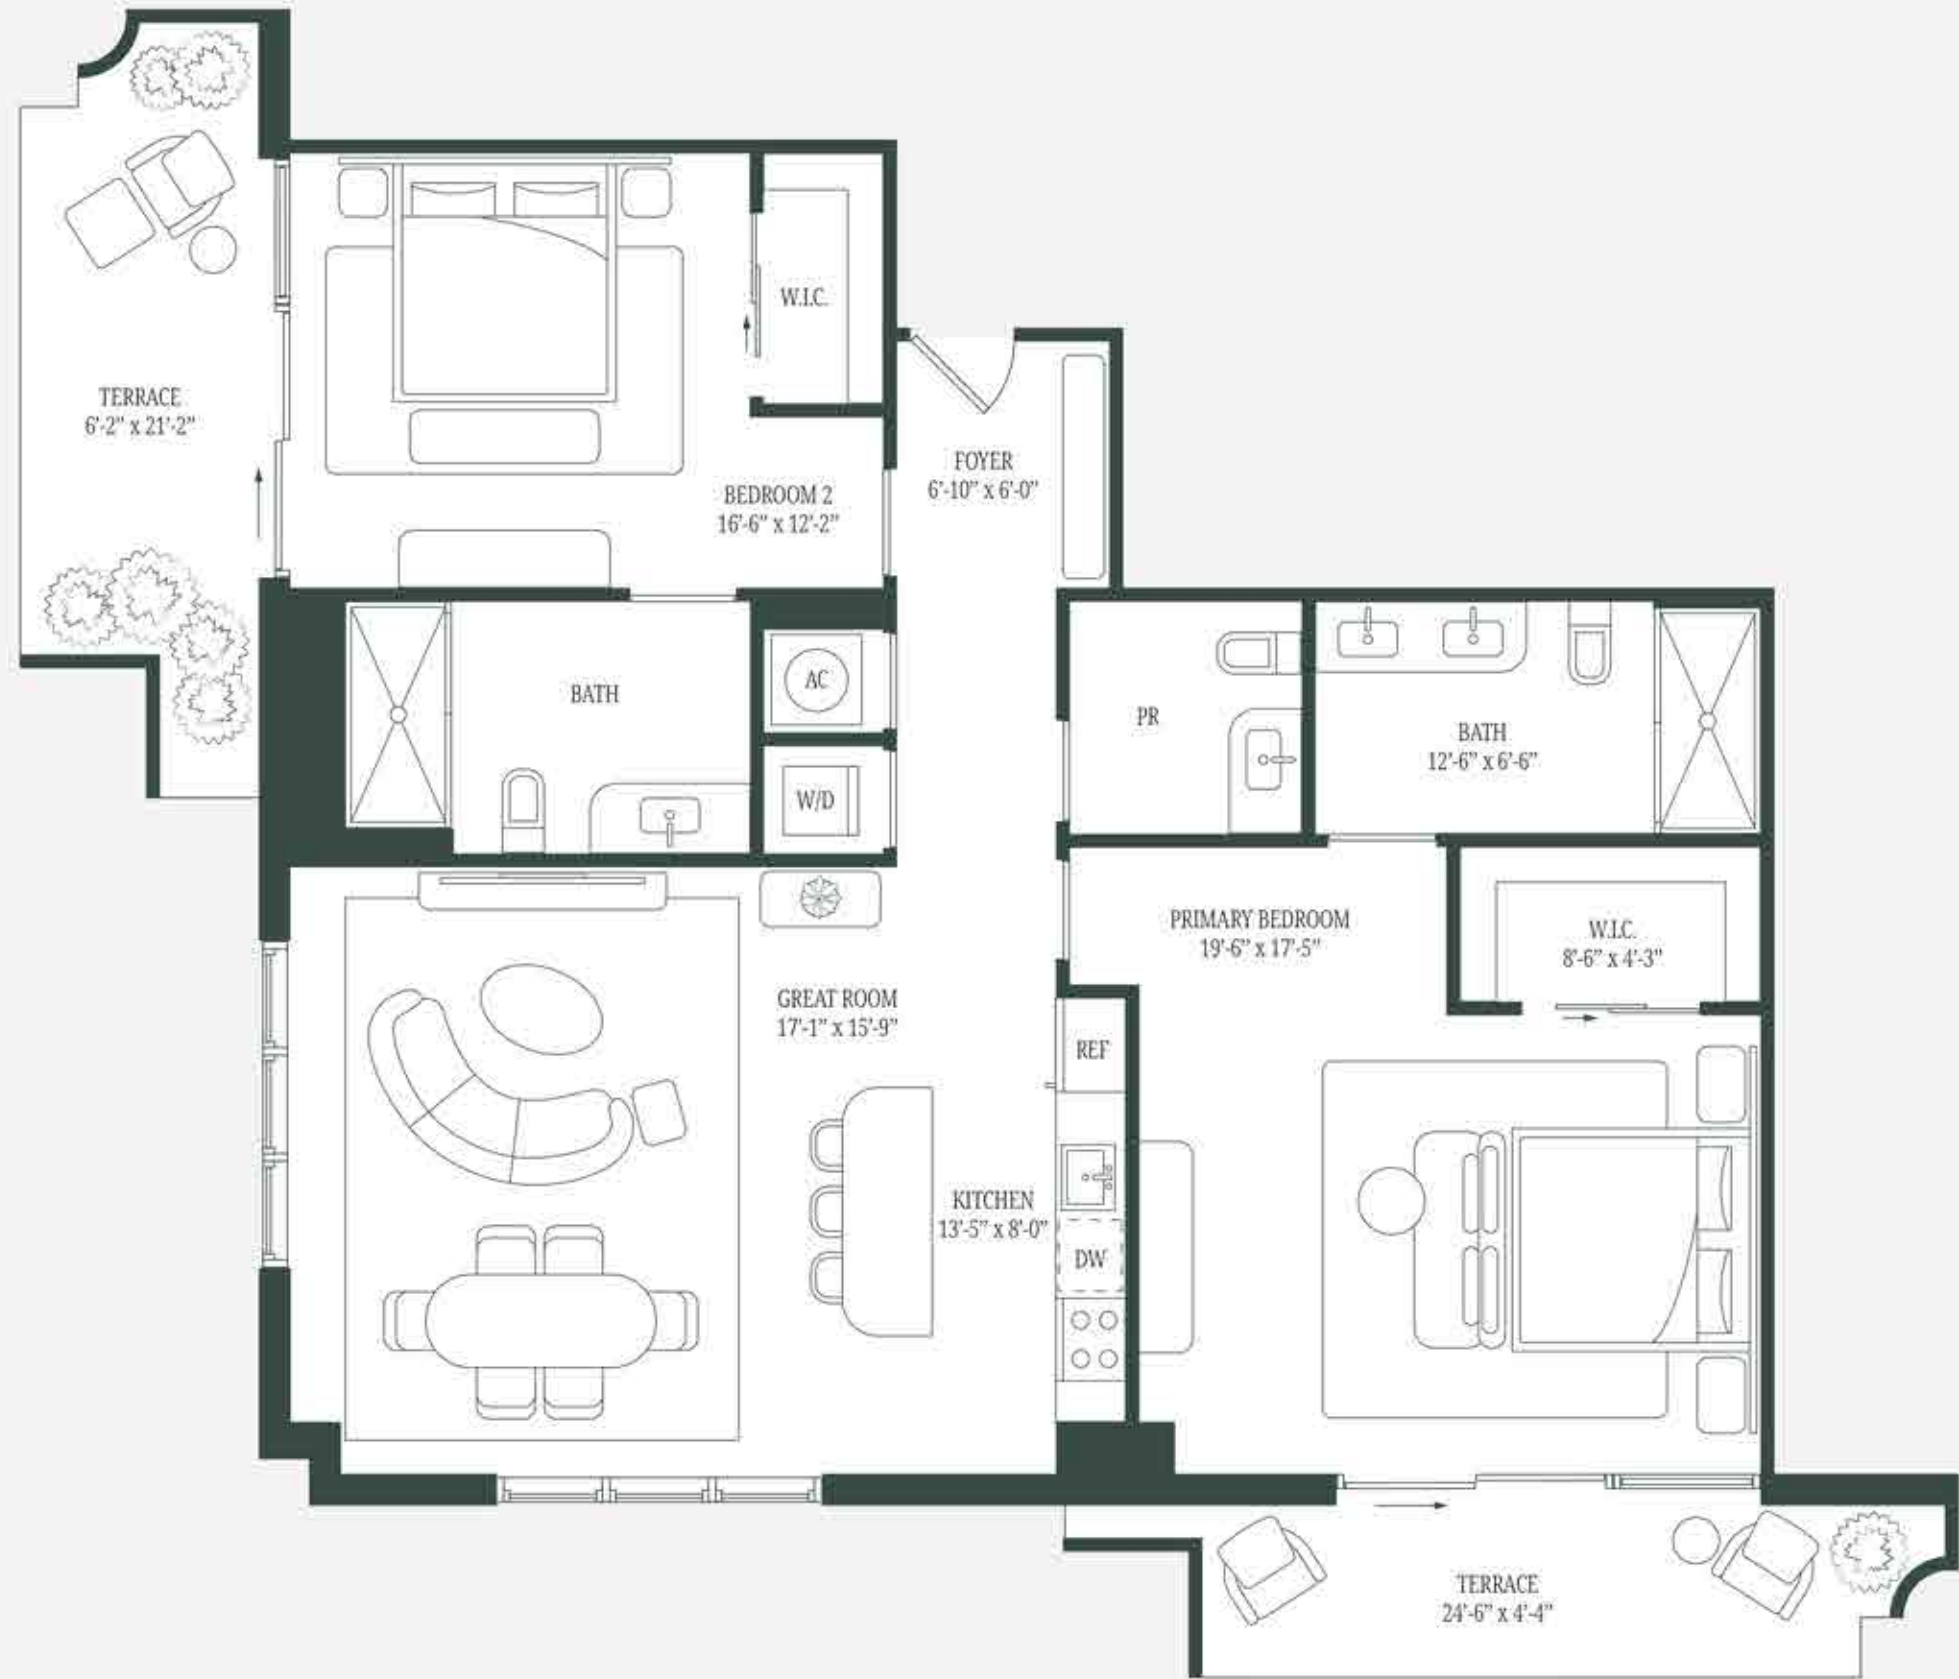 W.I.C.
TERRACE
6'-2" x 21'-2"
FOYER
6'-10" x 6'-0"
BEDROOM 2
16'-6" x 12'-2"
BATH
AC
PR
BATH
12'-6" x 6'-6"
W/D
PRIMARY BEDROOM
19'-6" x 17'-5"
W.I.C.
8'-6" x 4'-3"
GREAT ROOM
17'-1" x 15'-9"
REF
KITCHEN
13'-5" x 8'-0"
DW
TERRACE
24'-6" x 4'-4"